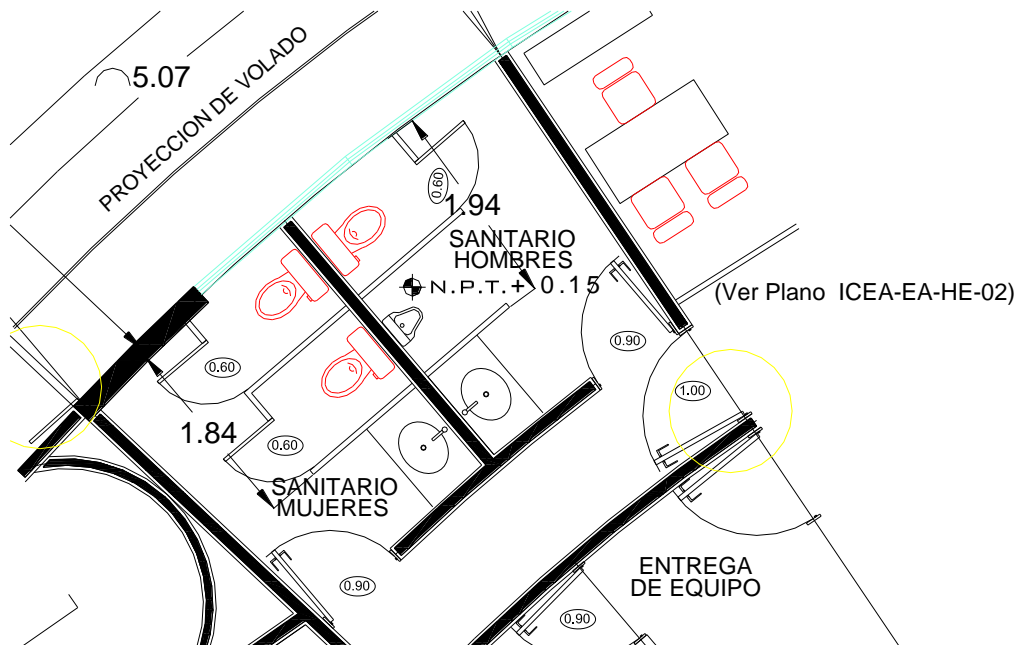 5.07
PROYECCION DE VOLADO
0.60
1.94
SANITARIO
HOMBRES
N.P.T.+ 0.15
(Ver Plano ICEA-EA-HE-02)
0.90
0.60
1.00
1.84
0.60
SANITARIO
MUJERES
ENTREGA
DE EQUIPO
0.90
0.90